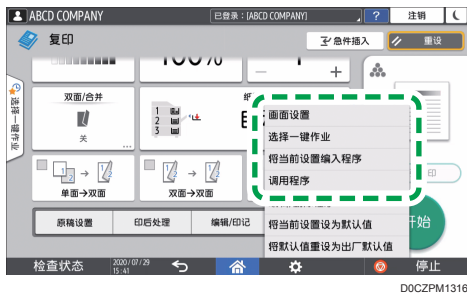 ABCD COMPANY
已登录：[ABCD COMPANY]
?
注销
复印
急件插入
重设
选择一键作业
双面/合并
关
1
2
3
单面→双面
双面→双面
原稿设置
印后处理
编辑/印记
画面设置
选择一键作业
将当前设置编入程序
调用程序
将当前设置设为默认值
将默认值重设为出厂默认值
检查状态
2020/07/29
15:41
停止
D0CZPM1316